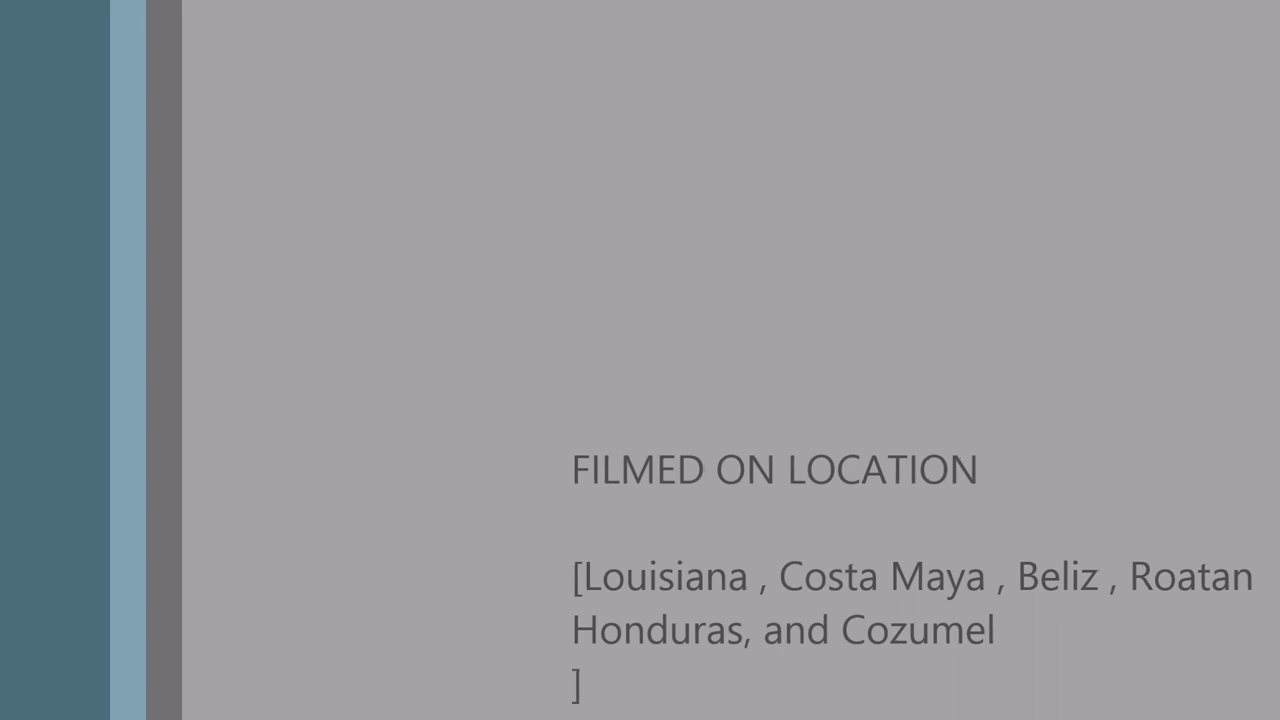 FILMED ON LOCATION
[Louisiana , Costa Maya , Beliz , Roatan
Honduras, and Cozumel
]